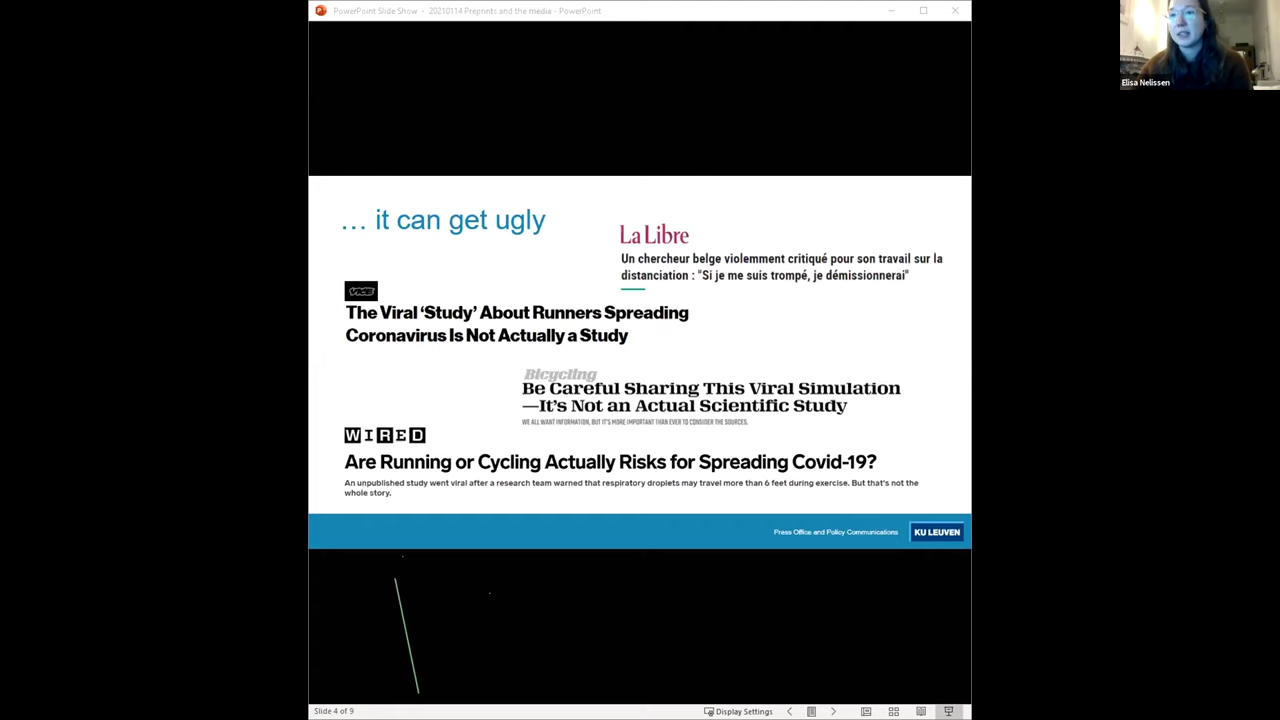 PowerPoint Slide Show - 20210114 Preprints and the media - PowerPoint
Elisa Nelissen
… it can get ugly
La Libre
Un chercheur belge violemment critiqué pour son travail sur la
distanciation : "Si je me suis trompé, je démissionnerai"
VICE
The Viral ‘Study’ About Runners Spreading
Coronavirus Is Not Actually a Study
Bicycling
Be Careful Sharing This Viral Simulation
—It’s Not an Actual Scientific Study
WE ALL WANT INFORMATION, BUT IT'S MORE IMPORTANT THAN EVER TO CONSIDER THE SOURCES.
WIRED
Are Running or Cycling Actually Risks for Spreading Covid-19?
An unpublished study went viral after a research team warned that respiratory droplets may travel more than 6 feet during exercise. But that's not the
whole story.
Press Office and Policy Communications
KU LEUVEN
Slide 4 of 9
Display Settings